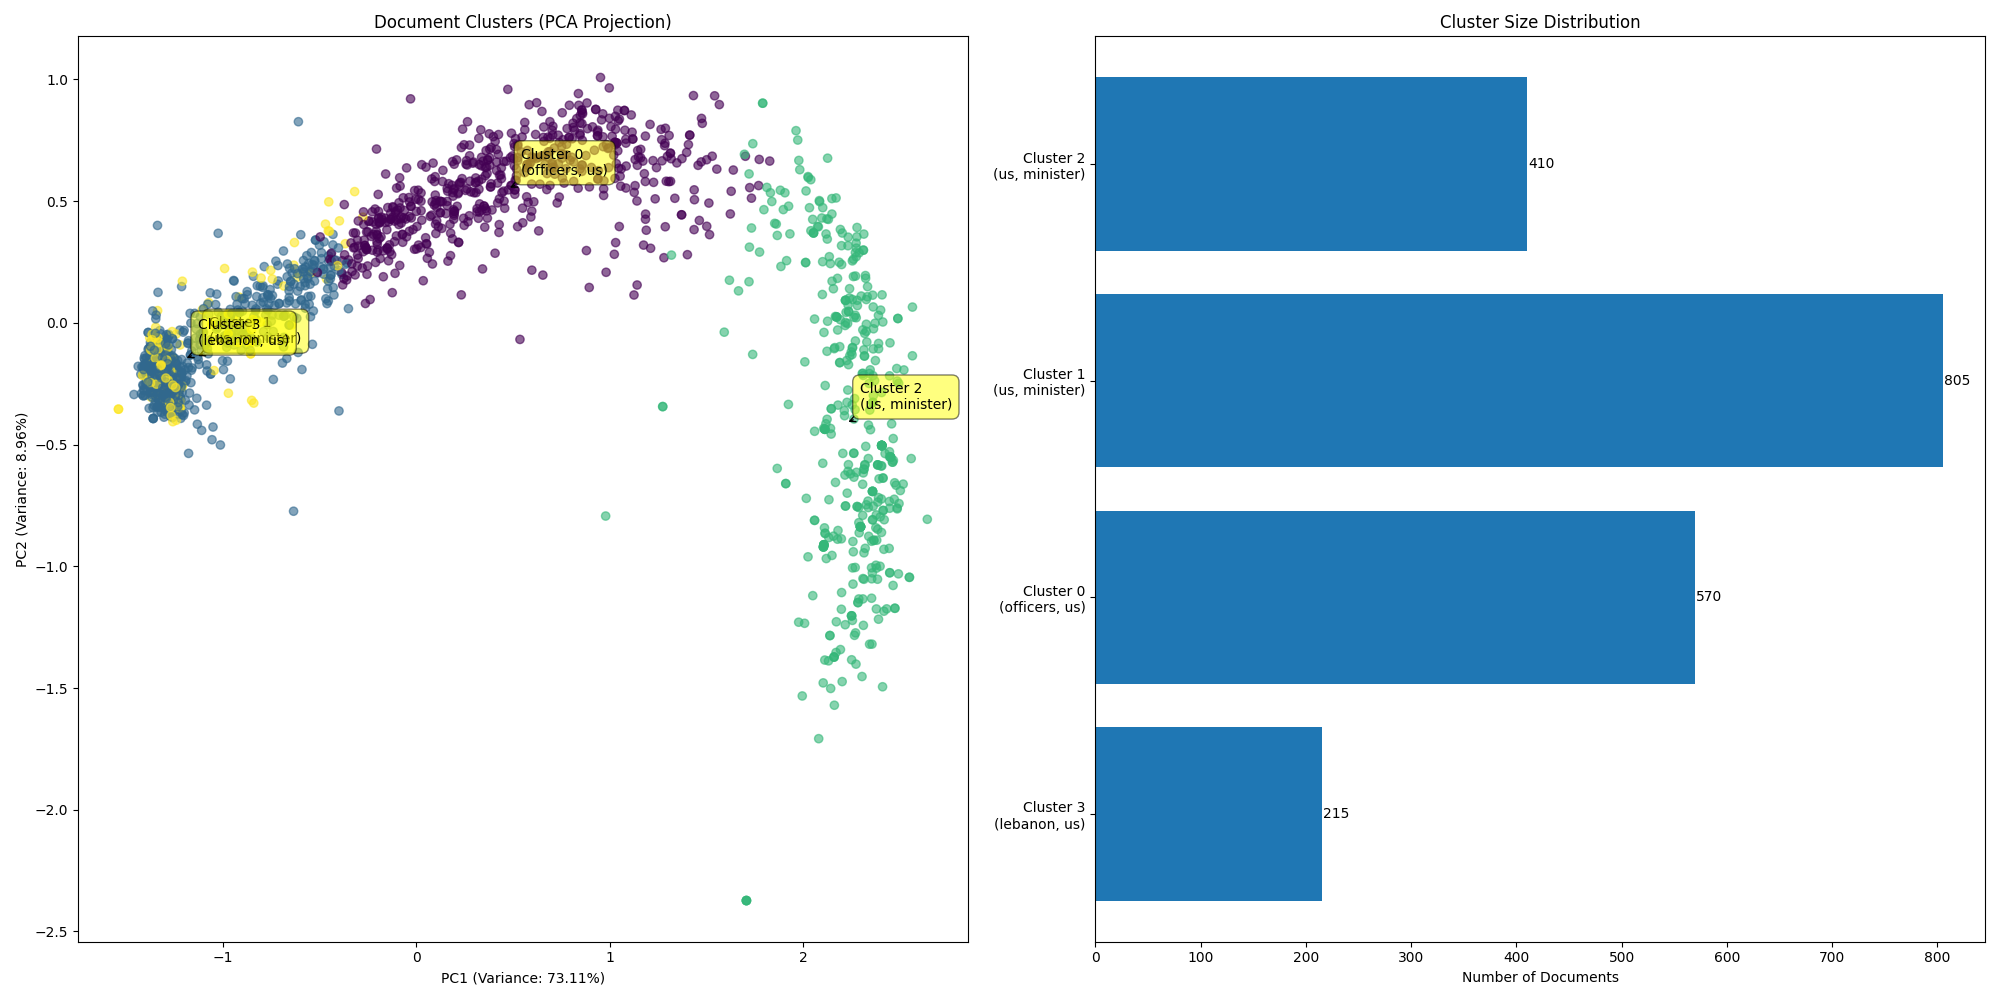 Document Clusters (PCA Projection)
1.0
0.5
0.0
−0.5
−1.0
−1.5
−2.0
−2.5
PC2 (Variance: 8.96%)
Cluster 0
(officers, us)
Cluster 3
(lebanon, us)
Cluster 1
(us, minister)
Cluster 2
(us, minister)
−1
0
1
2
PC1 (Variance: 73.11%)
Cluster Size Distribution
Cluster 2
(us, minister)
410
Cluster 1
(us, minister)
805
Cluster 0
(officers, us)
570
Cluster 3
(lebanon, us)
215
0
100
200
300
400
500
600
700
800
Number of Documents